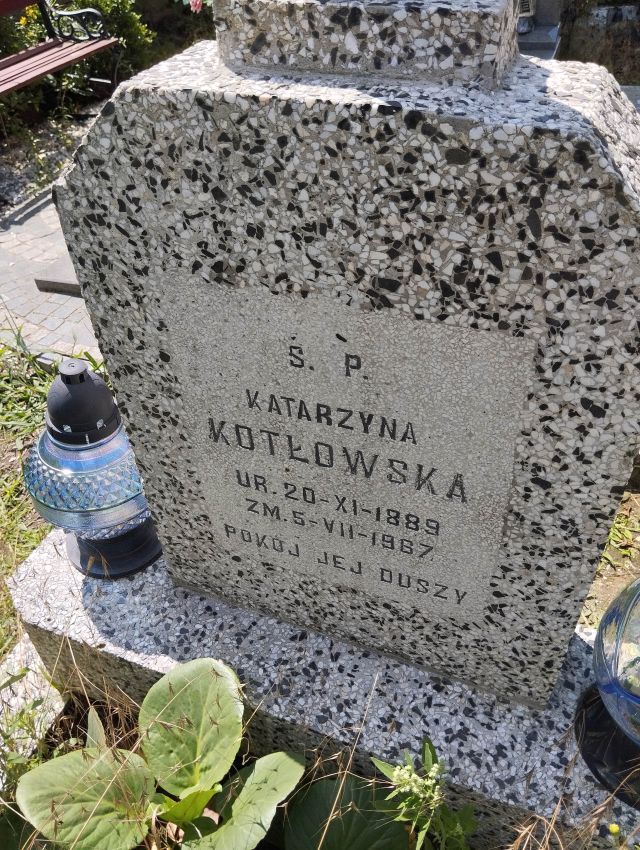 Ś. P.
KATARZYNA
KOTŁOWSKA
UR. 20-XI-1889
ZM. 5-VII-1967
POKÓJ JEJ DUSZY